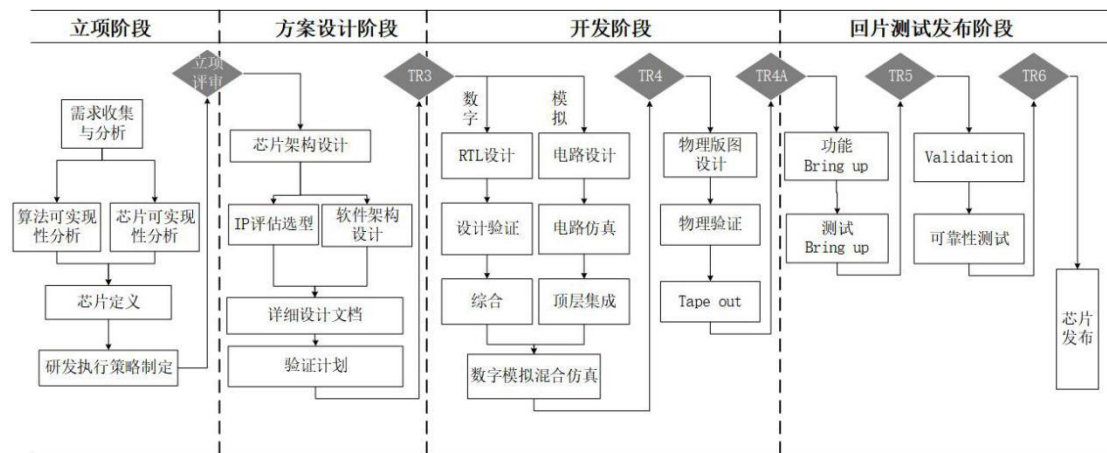 立项阶段
方案设计阶段
开发阶段
回片测试发布阶段
立项
评审
需求收集
与分析
算法可实现
性分析
芯片可实现
性分析
芯片定义
研发执行策略制定
TR3
芯片架构设计
IP评估选型
软件架构
设计
详细设计文档
验证计划
数
字
模
拟
RTL设计
电路设计
设计验证
电路仿真
综合
顶层集成
数字模拟混合仿真
TR4
物理版图
设计
物理验证
Tape out
TR4A
功能
Bring up
测试
Bring up
TR5
Validaition
可靠性测试
TR6
芯片
发布